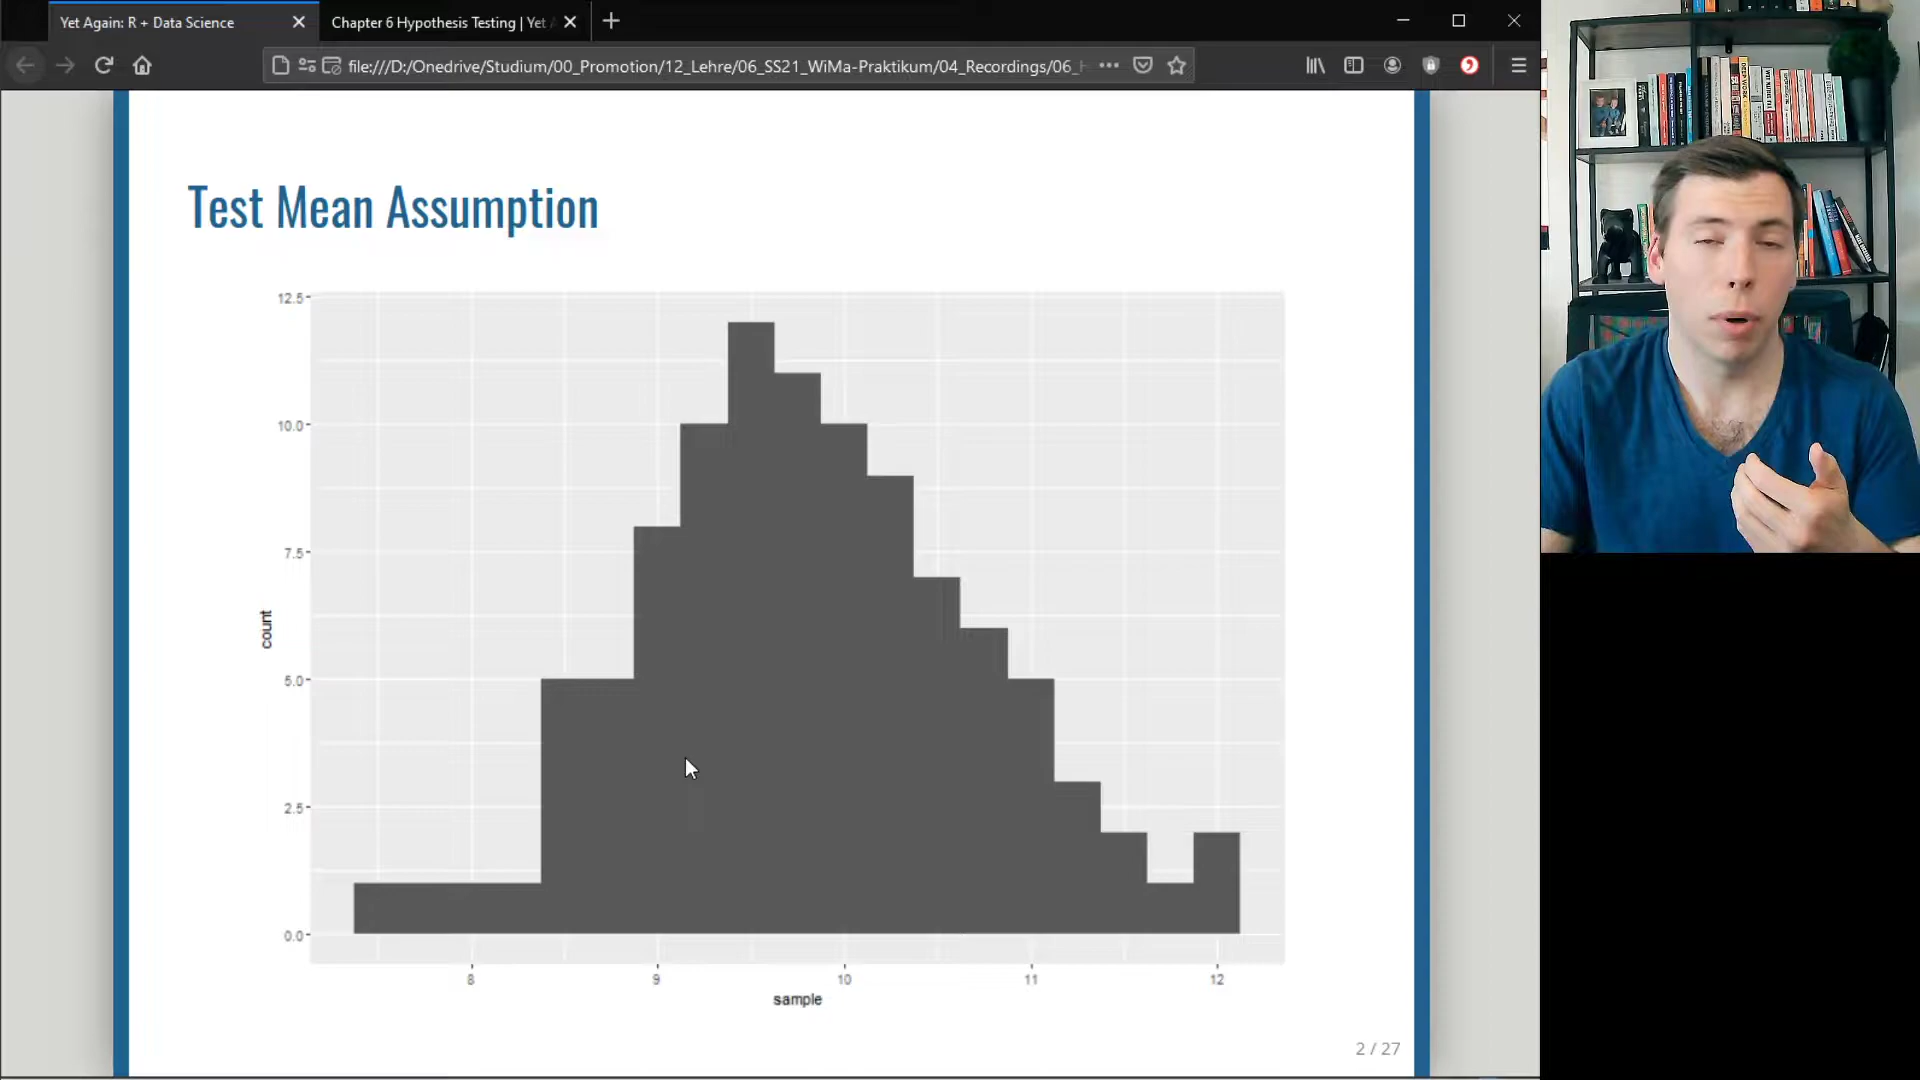 Yet Again: R + Data Science
Chapter 6 Hypothesis Testing | Yet A
file:///D:/Onedrive/Studium/00_Promotion/12_Lehre/06_SS21_WiMa-Praktikum/04_Recordings/06_H
Test Mean Assumption
12.5
10.0
7.5
5.0
2.5
0.0
count
8 9 10 11 12
sample
2 / 27